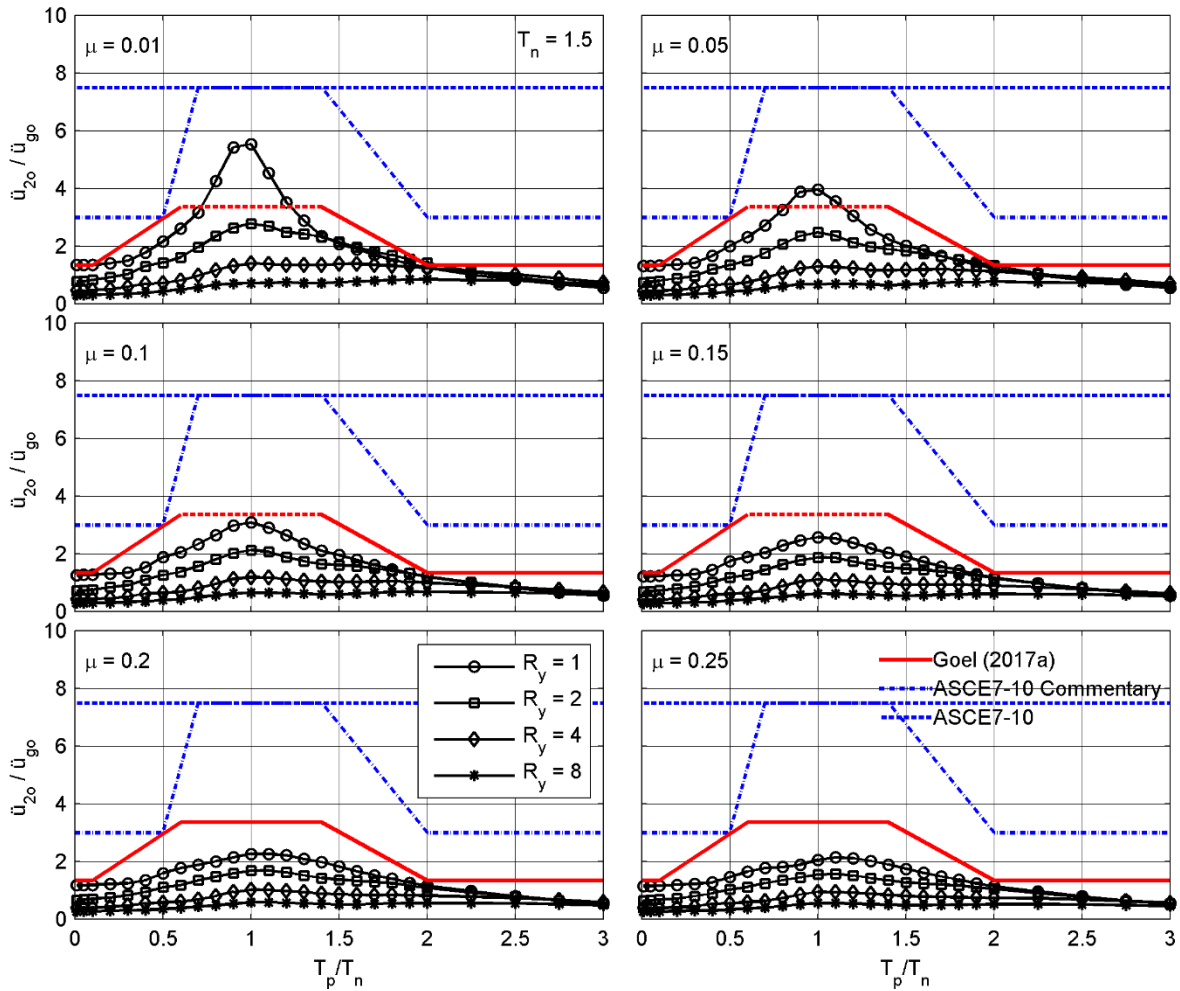 10
8
6
4
2
0
ü₂ₒ / ü_go
μ = 0.01
T_n = 1.5
μ = 0.05
10
8
6
4
2
0
ü₂ₒ / ü_go
μ = 0.1
μ = 0.15
10
8
6
4
2
0
ü₂ₒ / ü_go
μ = 0.2
R_y = 1
R_y = 2
R_y = 4
R_y = 8
μ = 0.25
Goel (2017a)
ASCE7-10 Commentary
ASCE7-10
0 0.5 1 1.5 2 2.5 3
T_p/T_n
0 0.5 1 1.5 2 2.5 3
T_p/T_n